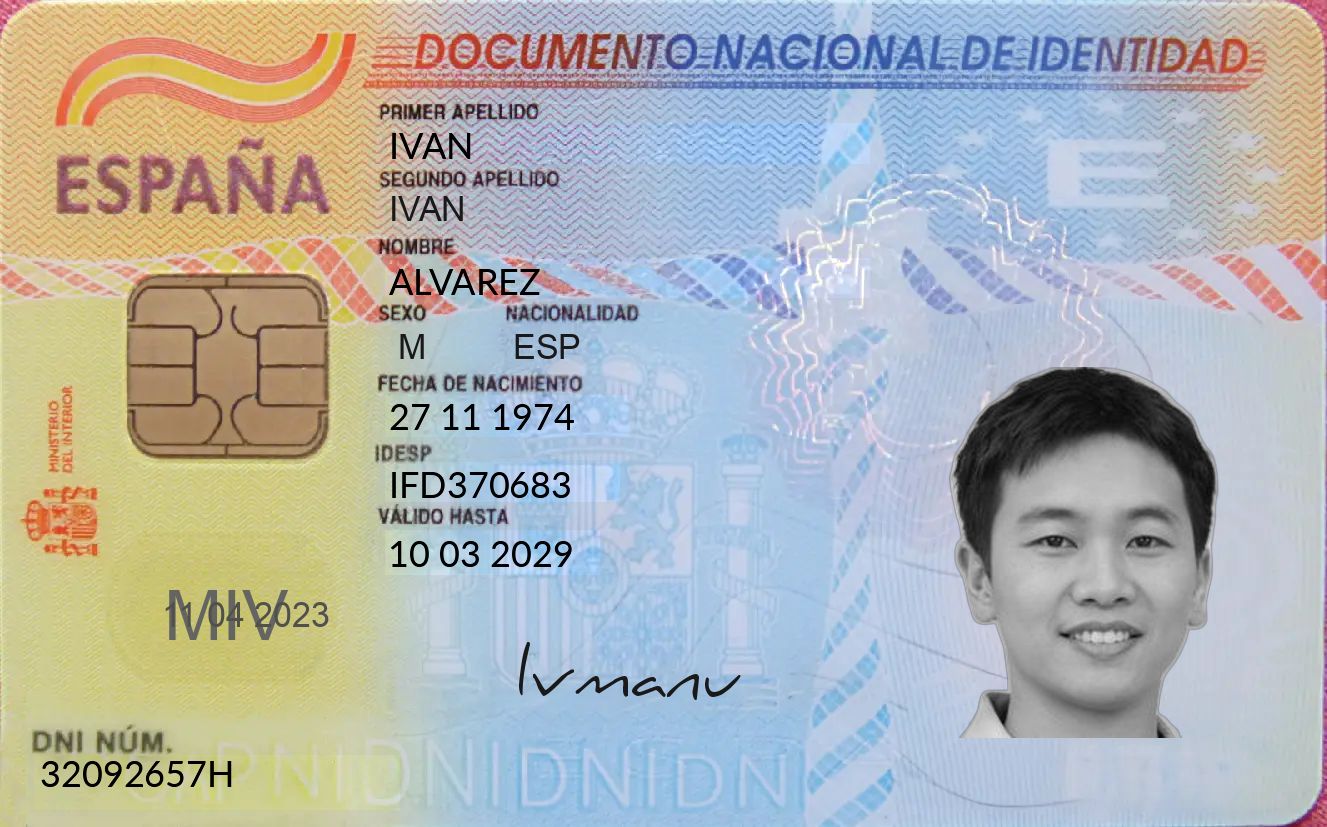 DOCUMENTO NACIONAL DE IDENTIDAD
ESPAÑA
E
PRIMER APELLIDO
IVAN
SEGUNDO APELLIDO
IVAN
NOMBRE
ALVAREZ
SEXO NACIONALIDAD
M ESP
FECHA DE NACIMIENTO
27 11 1974
IDESP
IFD370683
VÁLIDO HASTA
10 03 2029
MINISTERIO
DEL INTERIOR
MIV
11 04 2023
Ivmanu
DNI NÚM.
32092657H
DNIDNIDNIDN